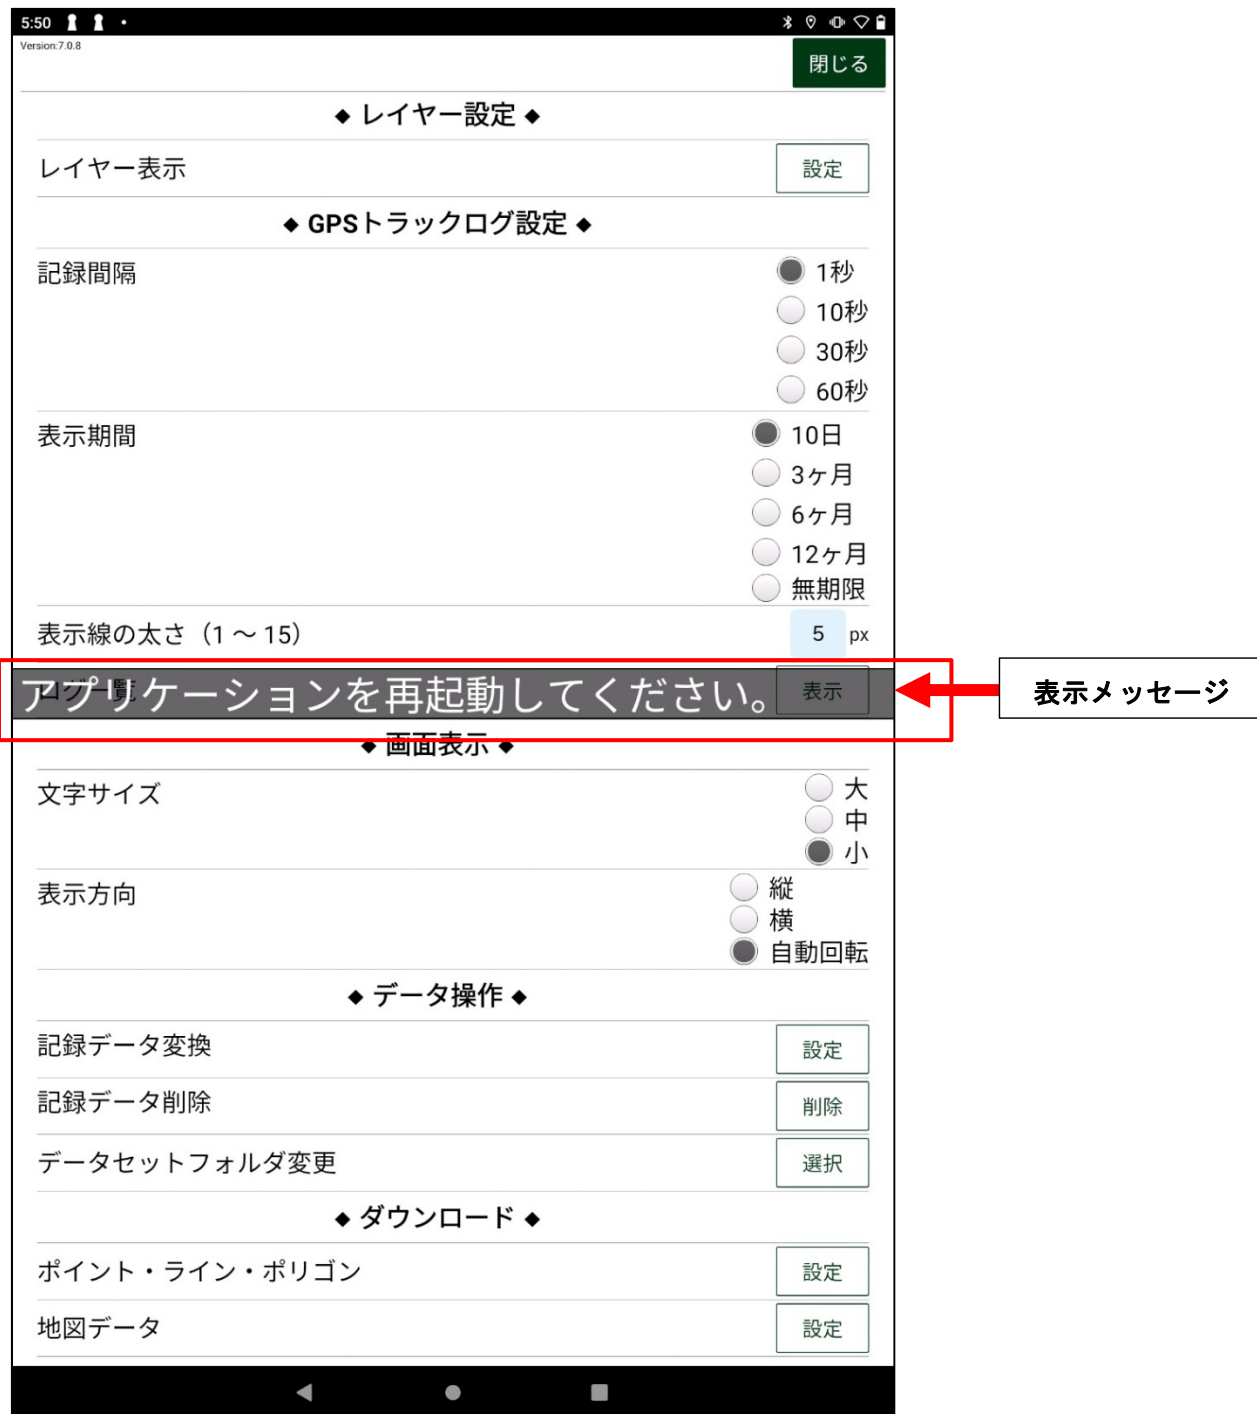 5:50
Version:7.0.8
閉じる
◆ レイヤー設定 ◆
レイヤー表示
設定
◆ GPSトラックログ設定 ◆
記録間隔
1秒
10秒
30秒
60秒
表示期間
10日
3ヶ月
6ヶ月
12ヶ月
無期限
表示線の太さ（1 ～ 15）
5 px
アプリケーションを再起動してください。
ログ一覧
表示
表示メッセージ
◆ 画面表示 ◆
文字サイズ
大
中
小
表示方向
縦
横
自動回転
◆ データ操作 ◆
記録データ変換
設定
記録データ削除
削除
データセットフォルダ変更
選択
◆ ダウンロード ◆
ポイント・ライン・ポリゴン
設定
地図データ
設定